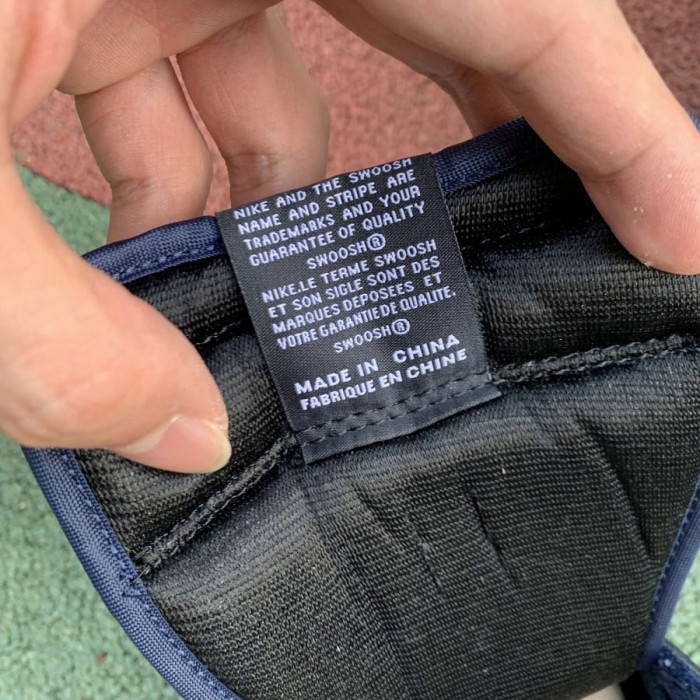 NIKE AND THE SWOOSH
NAME AND STRIPE ARE
TRADEMARKS AND YOUR
GUARANTEE OF QUALITY
SWOOSH®
NIKE.LE TERME SWOOSH
ET SON SIGLE SONT DES
MARQUES DEPOSEES ET
VOTRE GARANTIE DE QUALITE.
SWOOSH®
MADE IN CHINA
FABRIQUE EN CHINE